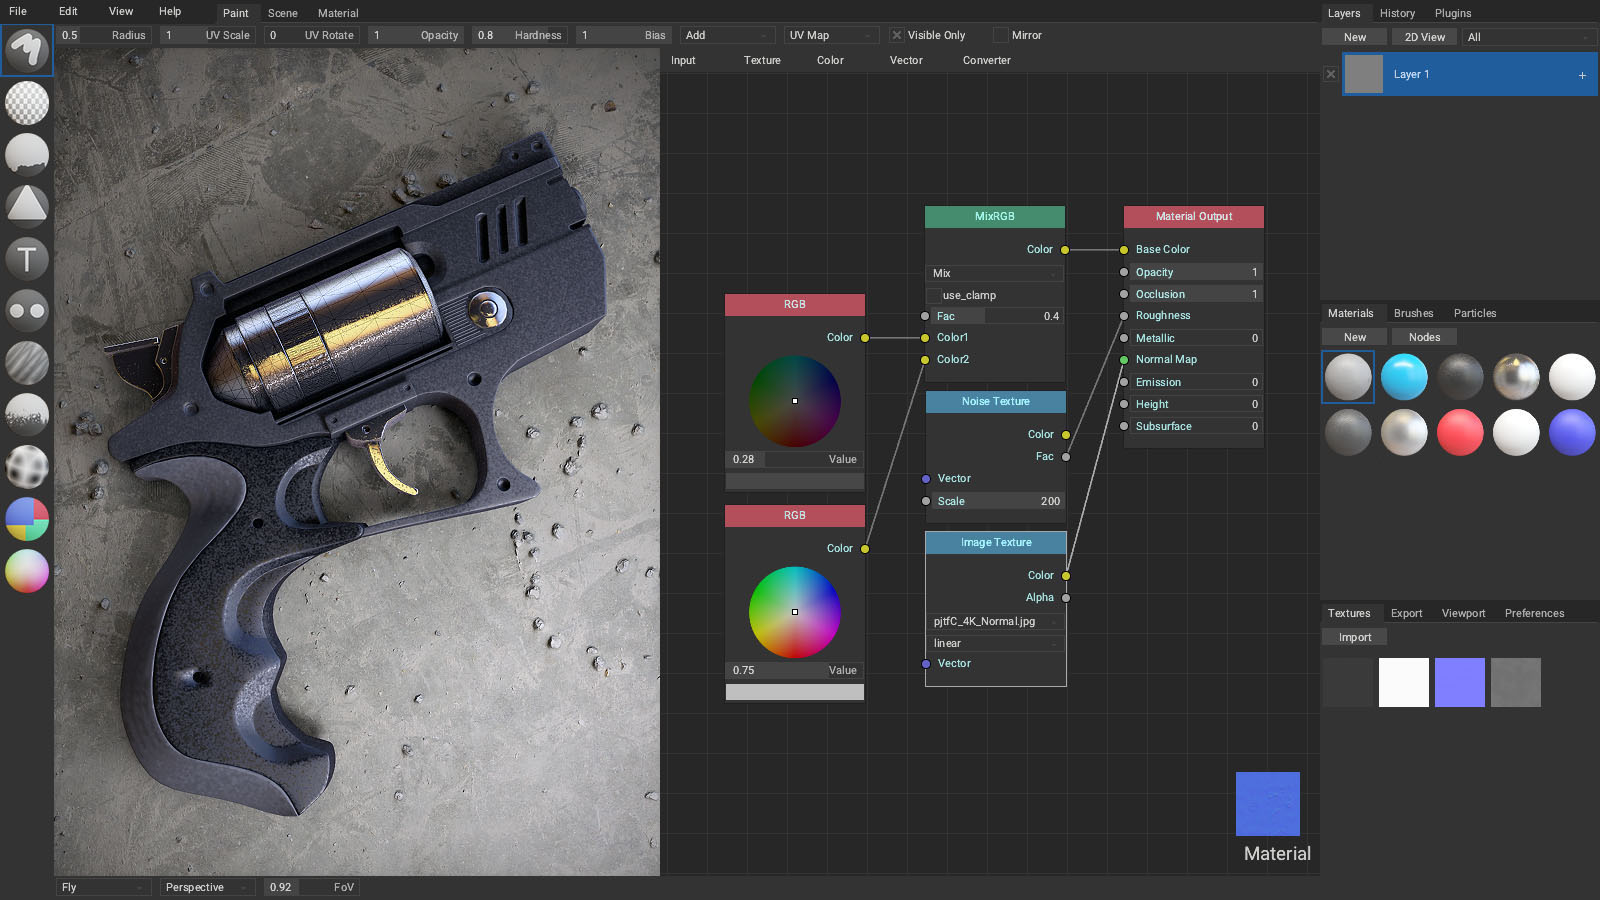 File Edit View Help Paint Scene Material
Layers History Plugins
0.5 Radius 1 UV Scale 0 UV Rotate 1 Opacity 0.8 Hardness 1 Bias Add UV Map Visible Only Mirror
New 2D View All
Input Texture Color Vector Converter
Layer 1 +
T
MixRGB
Color
Mix
use_clamp
Fac 0.4
Color1
Color2
Material Output
Base Color
Opacity 1
Occlusion 1
Roughness
Metallic 0
Normal Map
Emission 0
Height 0
Subsurface 0
RGB
Color
0.28 Value
Noise Texture
Color
Fac
Vector
Scale 200
RGB
Color
0.75 Value
Image Texture
Color
Alpha
pjtfC_4K_Normal.jpg
linear
Vector
Materials Brushes Particles
New Nodes
Textures Export Viewport Preferences
Import
Material
Fly Perspective 0.92 FoV